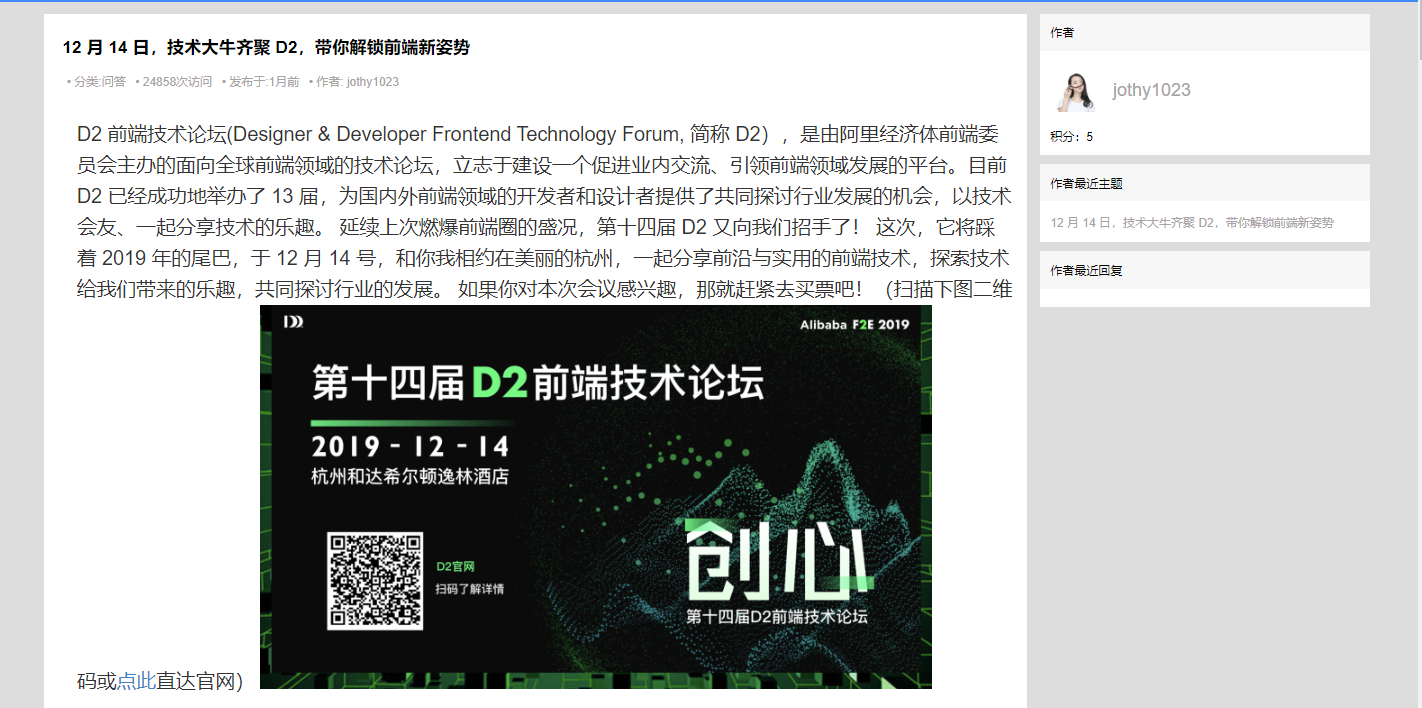 12 月 14 日，技术大牛齐聚 D2，带你解锁前端新姿势
• 分类:问答 • 24858次访问 • 发布于:1月前 • 作者: jothy1023
D2 前端技术论坛(Designer & Developer Frontend Technology Forum, 简称 D2），是由阿里经济体前端委
员会主办的面向全球前端领域的技术论坛，立志于建设一个促进业内交流、引领前端领域发展的平台。目前
D2 已经成功地举办了 13 届，为国内外前端领域的开发者和设计者提供了共同探讨行业发展的机会，以技术
会友、一起分享技术的乐趣。 延续上次燃爆前端圈的盛况，第十四届 D2 又向我们招手了！ 这次，它将踩
着 2019 年的尾巴，于 12 月 14 号，和你我相约在美丽的杭州，一起分享前沿与实用的前端技术，探索技术
给我们带来的乐趣，共同探讨行业的发展。 如果你对本次会议感兴趣，那就赶紧去买票吧！ (扫描下图二维
Alibaba F2E 2019
第十四届D2前端技术论坛
2019 - 12 - 14
杭州和达希尔顿逸林酒店
D2官网
扫码了解详情
创心
第十四届D2前端技术论坛
码或点此直达官网)
作者
jothy1023
积分：5
作者最近主题
12 月 14 日，技术大牛齐聚 D2，带你解锁前端新姿势
作者最近回复